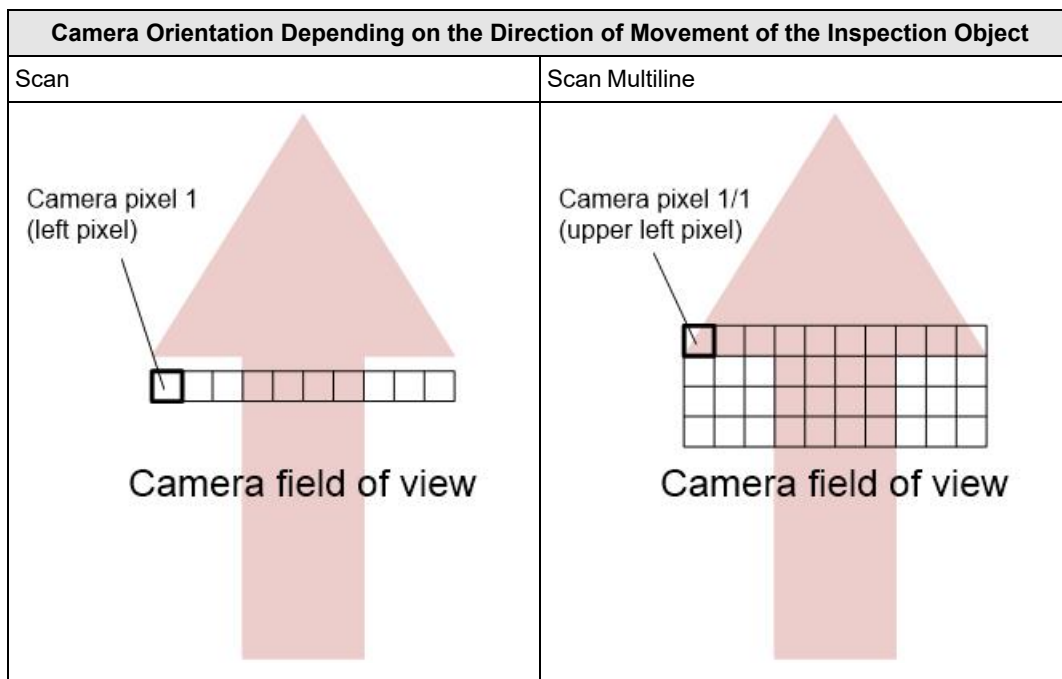 Camera Orientation Depending on the Direction of Movement of the Inspection Object
Scan
Scan Multiline
Camera pixel 1
(left pixel)
Camera field of view
Camera pixel 1/1
(upper left pixel)
Camera field of view